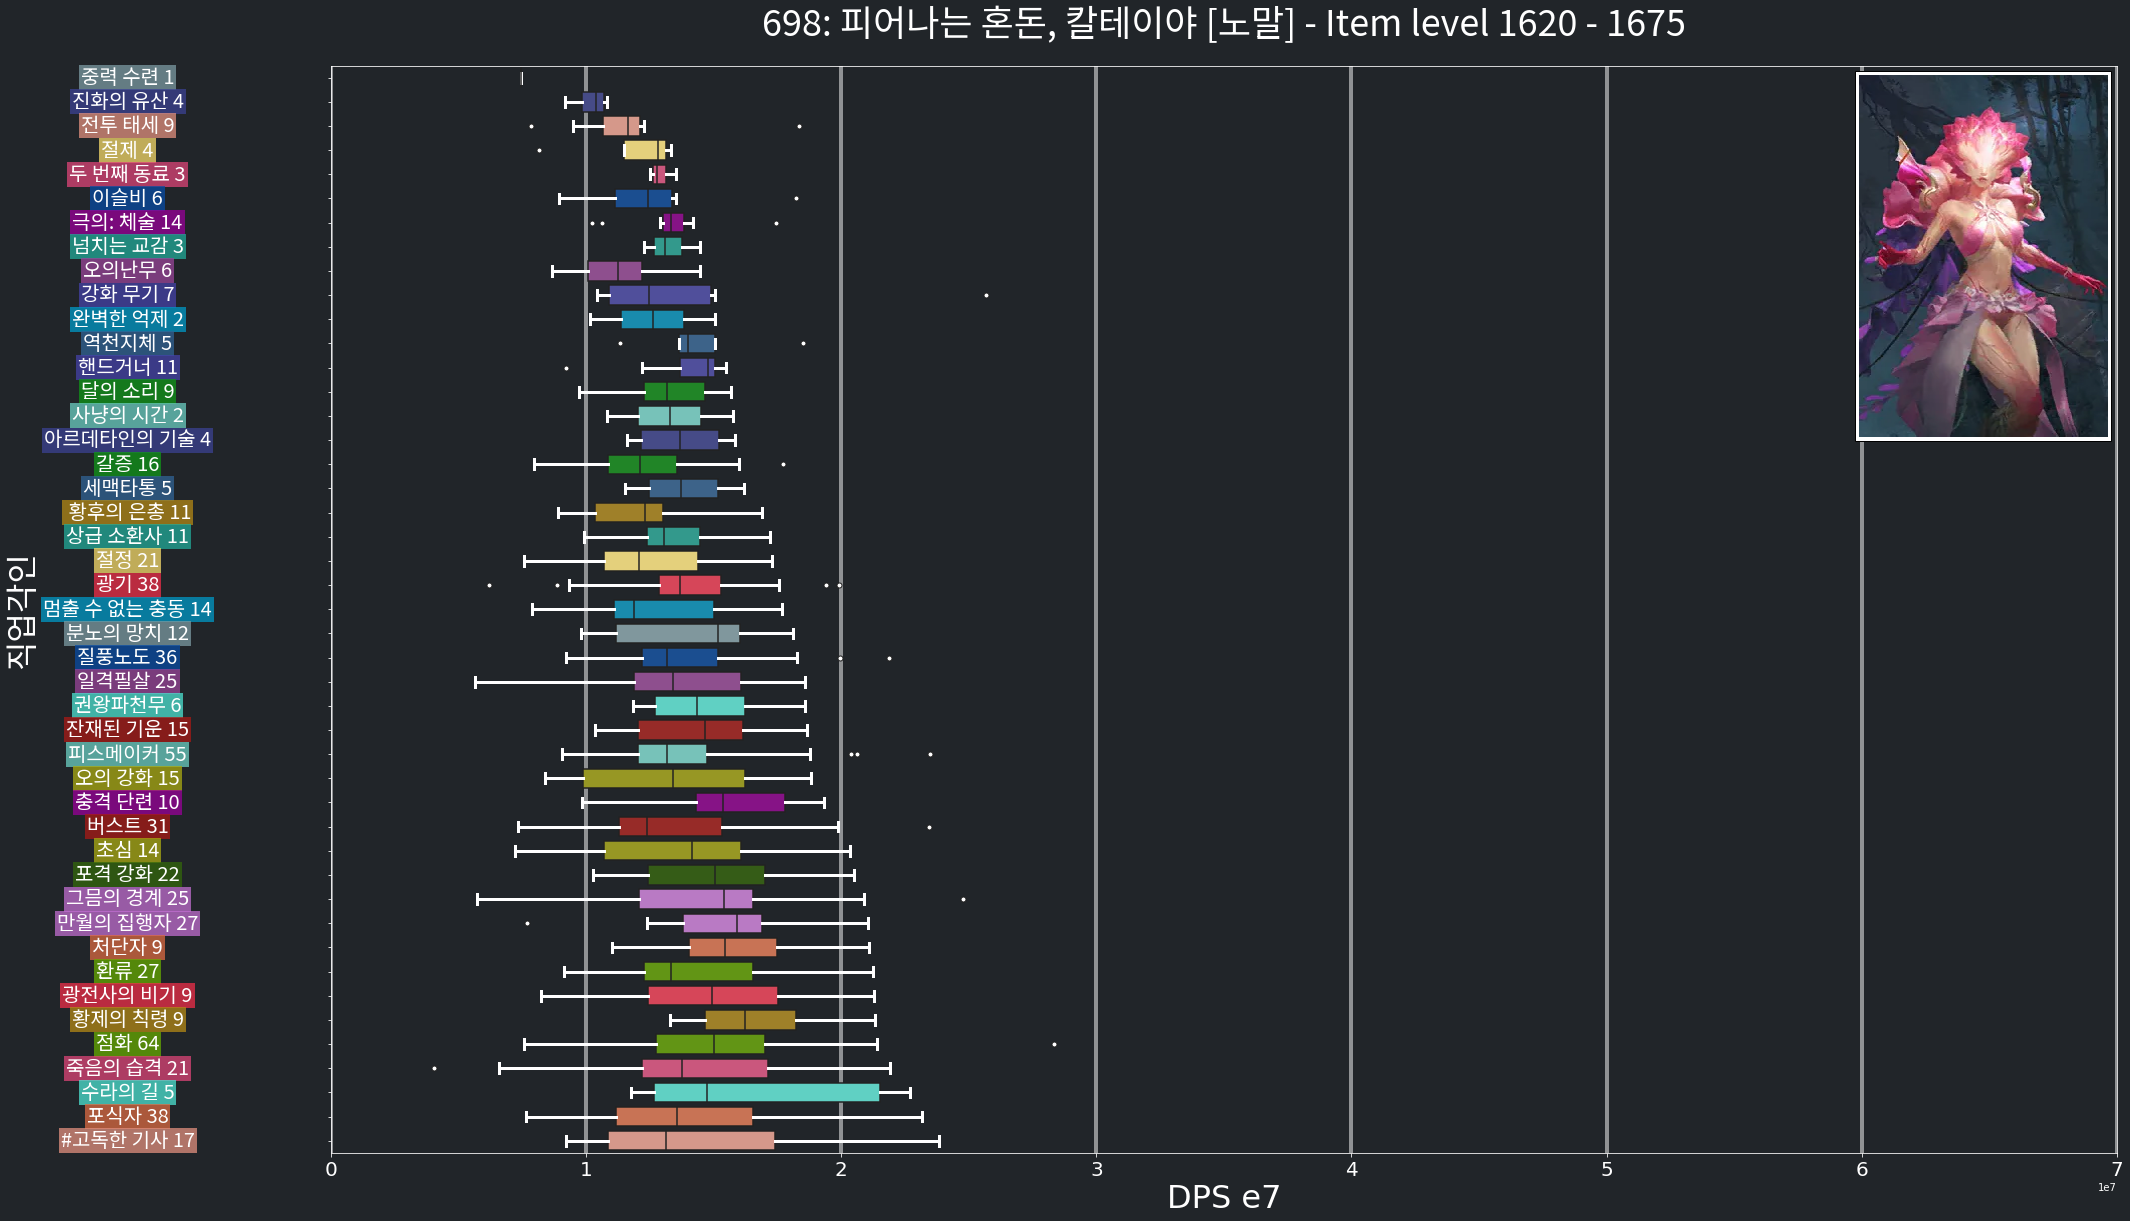 698: 피어나는 혼돈, 칼테이야 [노말] - Item level 1620 - 1675
직업각인
중력 수련 1
진화의 유산 4
전투 태세 9
절제 4
두 번째 동료 3
이슬비 6
극의: 체술 14
넘치는 교감 3
오의난무 6
강화 무기 7
완벽한 억제 2
역천지체 5
핸드거너 11
달의 소리 9
사냥의 시간 2
아르데타인의 기술 4
갈증 16
세맥타통 5
황후의 은총 11
상급 소환사 11
절정 21
광기 38
멈출 수 없는 충동 14
분노의 망치 12
질풍노도 36
일격필살 25
권왕파천무 6
잔재된 기운 15
피스메이커 55
오의 강화 15
충격 단련 10
버스트 31
초심 14
포격 강화 22
그믐의 경계 25
만월의 집행자 27
처단자 9
환류 27
광전사의 비기 9
황제의 칙령 9
점화 64
죽음의 습격 21
수라의 길 5
포식자 38
#고독한 기사 17
0 1 2 3 4 5 6 7
1e7
DPS e7